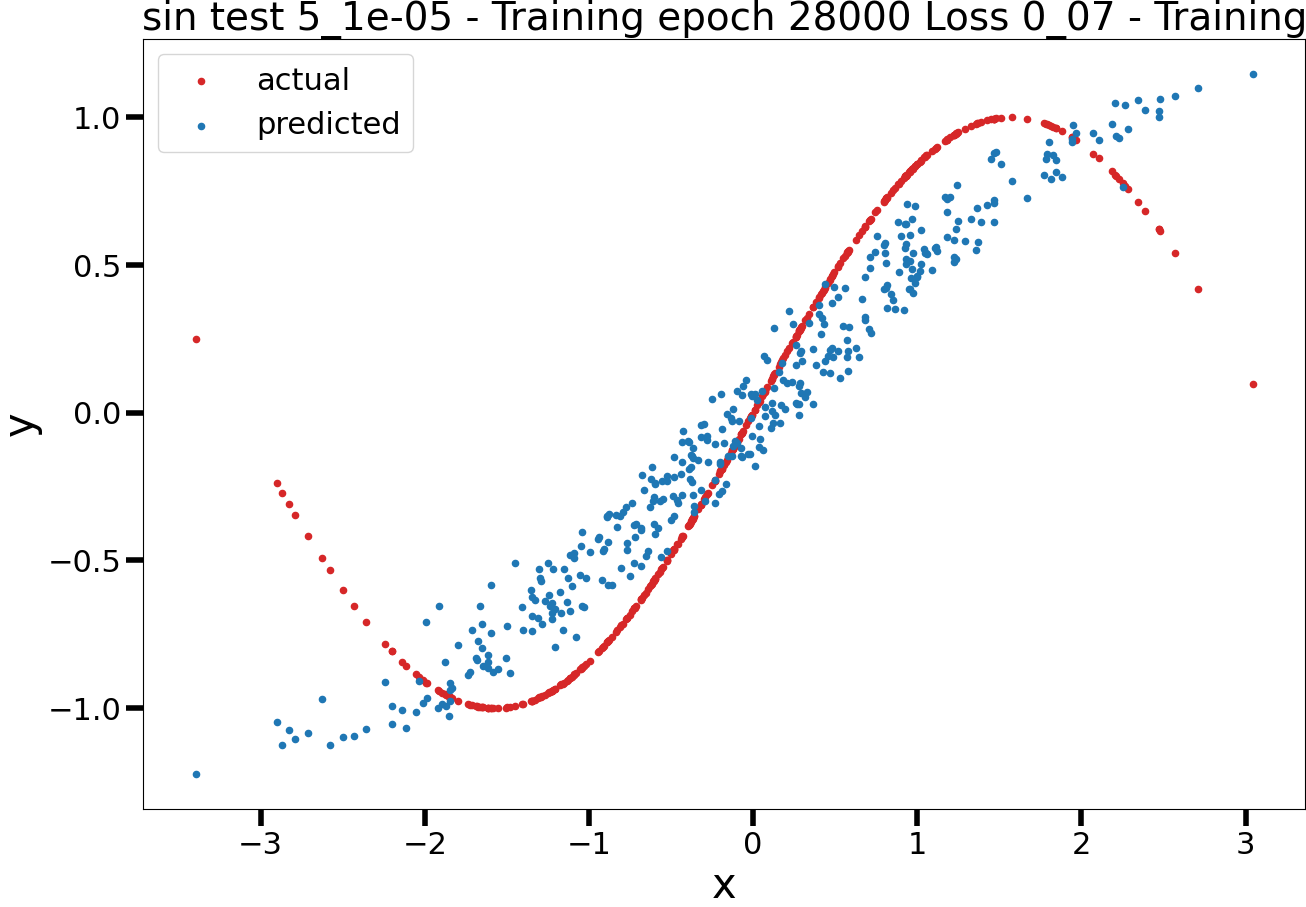 sin test 5_1e-05 - Training epoch 28000 Loss 0_07 - Training
actual
predicted
1.0
0.5
0.0
−0.5
−1.0
y
−3
−2
−1
0
1
2
3
x